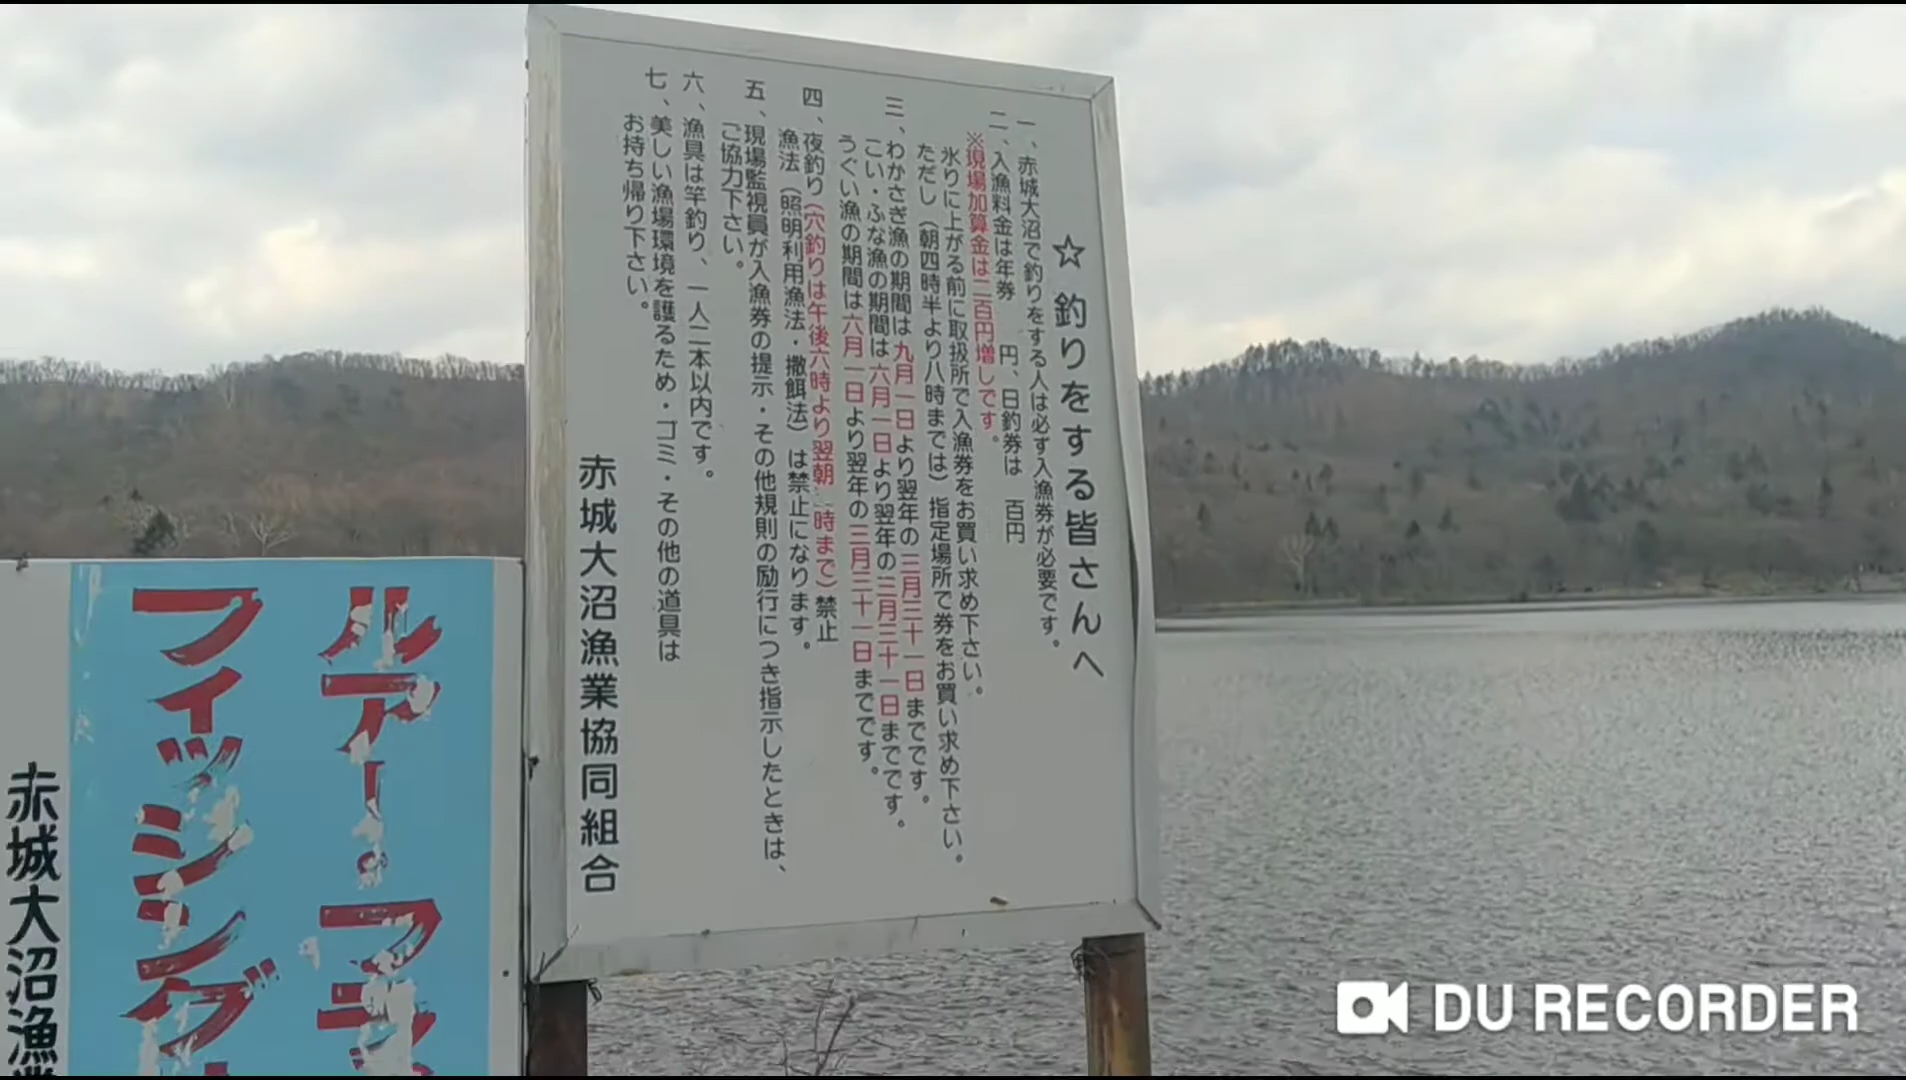 ☆釣りをする皆さんへ
一、赤城大沼で釣りをする人は必ず入漁券が必要です。
二、入漁料金は年券 円、日釣券は 百円
※現場加算金は二百円増しです。
氷りに上がる前に取扱所で入漁券をお買い求め下さい。
ただし（朝四時半より八時までは）指定場所で券をお買い求め下さい。
三、わかさぎ漁の期間は九月一日より翌年の三月三十一日までです。
こい・ふな漁の期間は六月一日より翌年の三月三十一日までです。
うぐい漁の期間は六月一日より翌年の三月三十一日までです。
四、夜釣り（穴釣りは午後六時より翌朝 時まで）禁止
漁法（照明利用漁法・撒餌法）は禁止になります。
五、現場監視員が入漁券の提示・その他規則の励行につき指示したときは、
ご協力下さい。
六、漁具は竿釣り、一人二本以内です。
七、美しい漁場環境を護るため・ゴミ・その他の道具は
お持ち帰り下さい。
赤城大沼漁業協同組合
ルアー・フラ
フィッシング
赤城大沼漁業
DU RECORDER